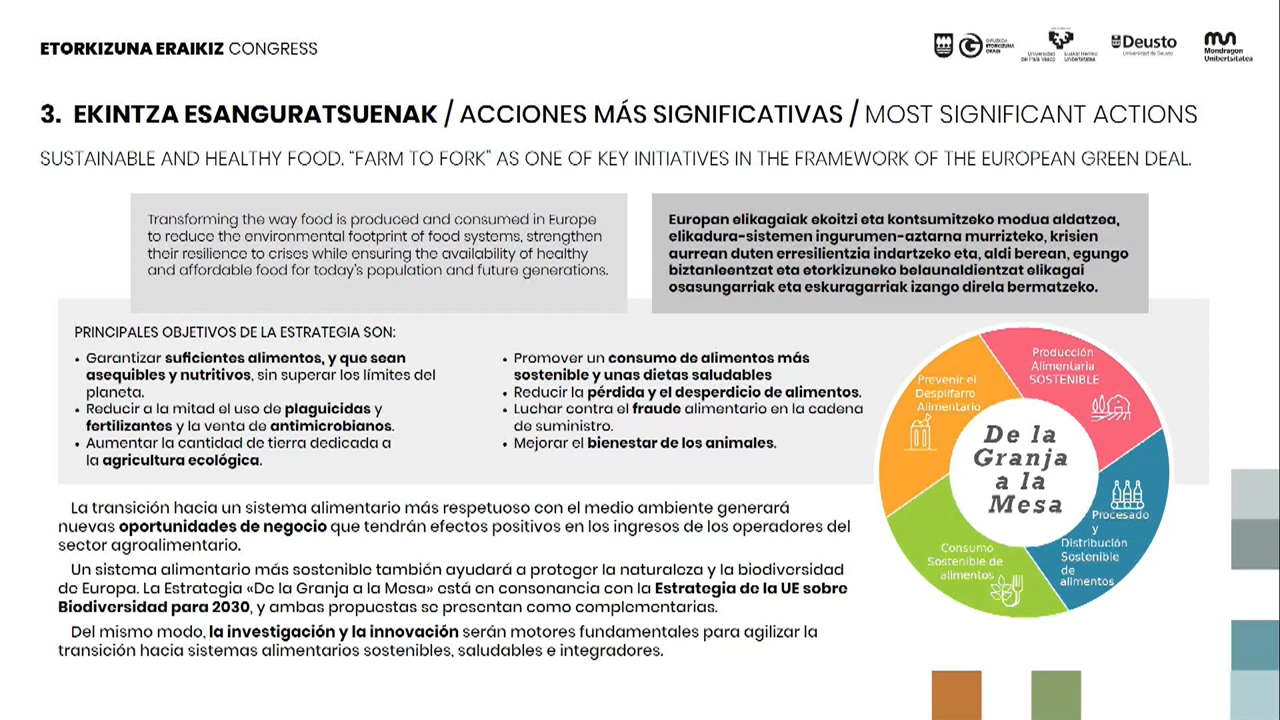 ETORKIZUNA ERAIKIZ CONGRESS
GIPUZKOA
ETORKIZUNA
ORAIN
Universidad
del País Vasco
Euskal Herriko
Unibertsitatea
Deusto
Universidad de Deusto
Mondragon
Unibertsitatea
3. EKINTZA ESANGURATSUENAK / ACCIONES MÁS SIGNIFICATIVAS / MOST SIGNIFICANT ACTIONS
SUSTAINABLE AND HEALTHY FOOD. “FARM TO FORK” AS ONE OF KEY INITIATIVES IN THE FRAMEWORK OF THE EUROPEAN GREEN DEAL.
Transforming the way food is produced and consumed in Europe
to reduce the environmental footprint of food systems, strengthen
their resilience to crises while ensuring the availability of healthy
and affordable food for today’s population and future generations.
Europan elikagaiak ekoitzi eta kontsumitzeko modua aldatzea,
elikadura-sistemen ingurumen-aztarna murrizteko, krisien
aurrean duten erresilientzia indartzeko eta, aldi berean, egungo
biztanleentzat eta etorkizuneko belaunaldientzat elikagai
osasungarriak eta eskuragarriak izango direla bermatzeko.
PRINCIPALES OBJETIVOS DE LA ESTRATEGIA SON:
• Garantizar suficientes alimentos, y que sean
asequibles y nutritivos, sin superar los límites del
planeta.
• Reducir a la mitad el uso de plaguicidas y
fertilizantes y la venta de antimicrobianos.
• Aumentar la cantidad de tierra dedicada a
la agricultura ecológica.
• Promover un consumo de alimentos más
sostenible y unas dietas saludables
• Reducir la pérdida y el desperdicio de alimentos.
• Luchar contra el fraude alimentario en la cadena
de suministro.
• Mejorar el bienestar de los animales.
Prevenir el
Despilfarro
Alimentario
Producción
Alimentaria
SOSTENIBLE
De la
Granja
a la
Mesa
Procesado
y
Distribución
Sostenible
de
alimentos
Consumo
Sostenible de
alimentos
La transición hacia un sistema alimentario más respetuoso con el medio ambiente generará
nuevas oportunidades de negocio que tendrán efectos positivos en los ingresos de los operadores del
sector agroalimentario.
Un sistema alimentario más sostenible también ayudará a proteger la naturaleza y la biodiversidad
de Europa. La Estrategia «De la Granja a la Mesa» está en consonancia con la Estrategia de la UE sobre
Biodiversidad para 2030, y ambas propuestas se presentan como complementarias.
Del mismo modo, la investigación y la innovación serán motores fundamentales para agilizar la
transición hacia sistemas alimentarios sostenibles, saludables e integradores.